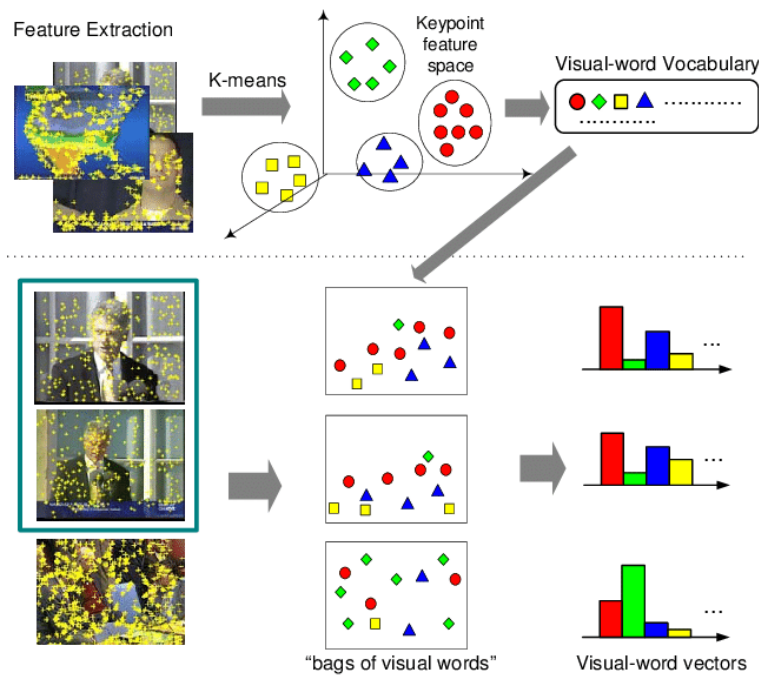 Feature Extraction
K-means
Keypoint
feature
space
Visual-word Vocabulary
“bags of visual words”
Visual-word vectors